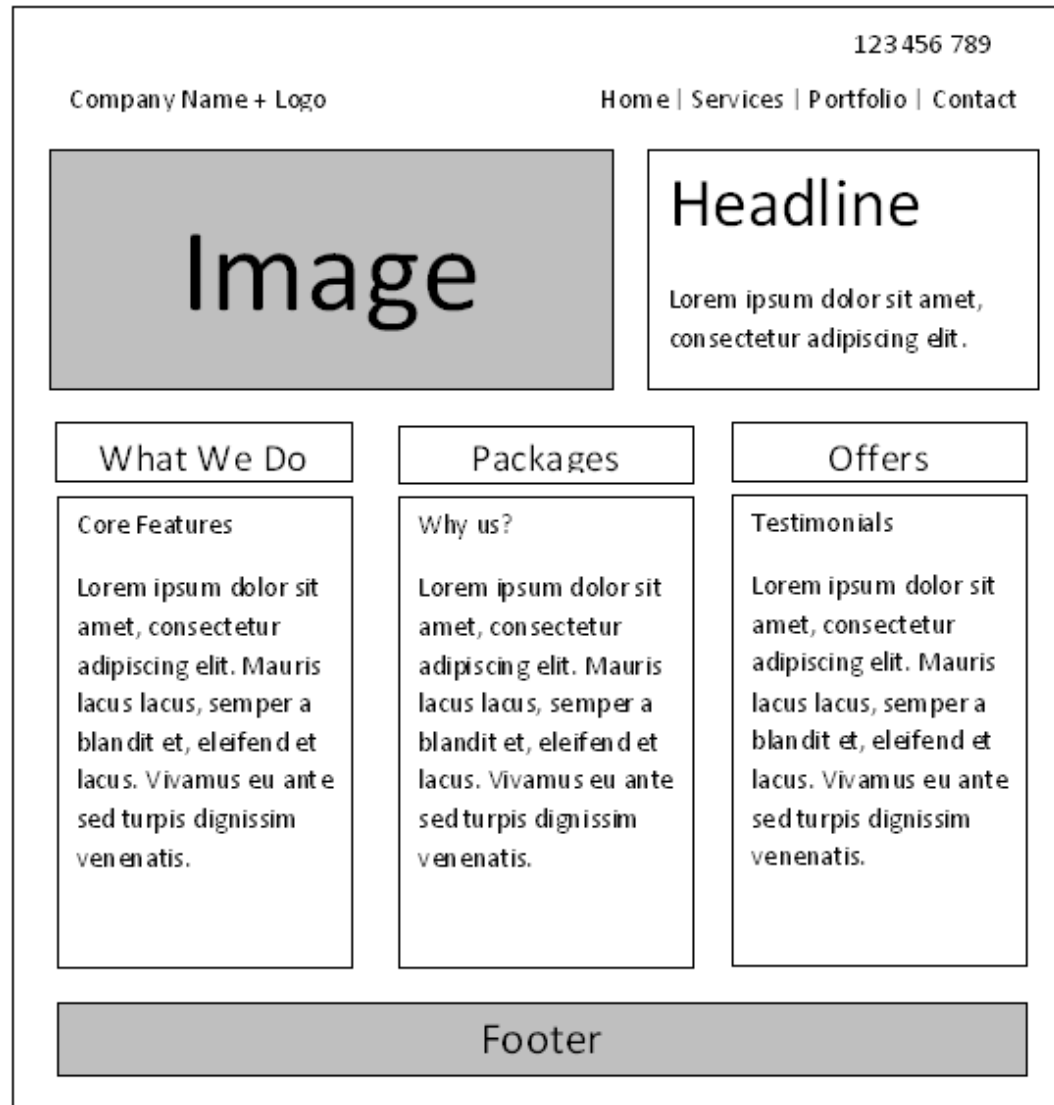 123 456 789
Company Name + Logo
Home | Services | Portfolio | Contact
Image
Headline
Lorem ipsum dolor sit amet,
consectetur adipiscing elit.
What We Do
Core Features
Lorem ipsum dolor sit
amet, consectetur
adipiscing elit. Mauris
lacus lacus, semper a
blandit et, eleifend et
lacus. Vivamus eu ante
sed turpis dignissim
venenatis.
Packages
Why us?
Lorem ipsum dolor sit
amet, consectetur
adipiscing elit. Mauris
lacus lacus, semper a
blandit et, eleifend et
lacus. Vivamus eu ante
sed turpis dignissim
venenatis.
Offers
Testimonials
Lorem ipsum dolor sit
amet, consectetur
adipiscing elit. Mauris
lacus lacus, semper a
blandit et, eleifend et
lacus. Vivamus eu ante
sed turpis dignissim
venenatis.
Footer